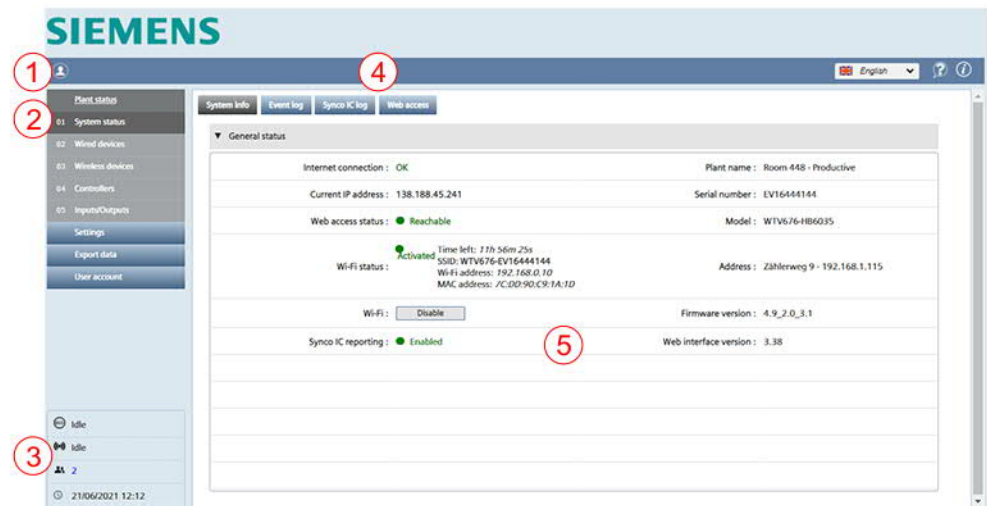 SIEMENS
1
4
English
Plant status
2
01 System status
02 Wired devices
03 Wireless devices
04 Controllers
05 Inputs/Outputs
Settings
Export data
User account
System info Event log Synco IC log Web access
General status
Internet connection : OK Plant name : Room 448 - Productive
Current IP address : 138.188.45.241 Serial number : EV16444144
Web access status : Reachable Model : WTV676-HB6035
Wi-Fi status : Activated Time left: 11h 56m 25s
SSID: WTV676-EV16444144
Wi-Fi address: 192.168.0.10
MAC address: 7C:DD:90:C9:1A:1D
Address : Zählerweg 9 - 192.168.1.115
Wi-Fi : Disable Firmware version : 4.9_2.0_3.1
Synco IC reporting : Enabled Web interface version : 3.38
5
Idle
Idle
3
2
21/06/2021 12:12